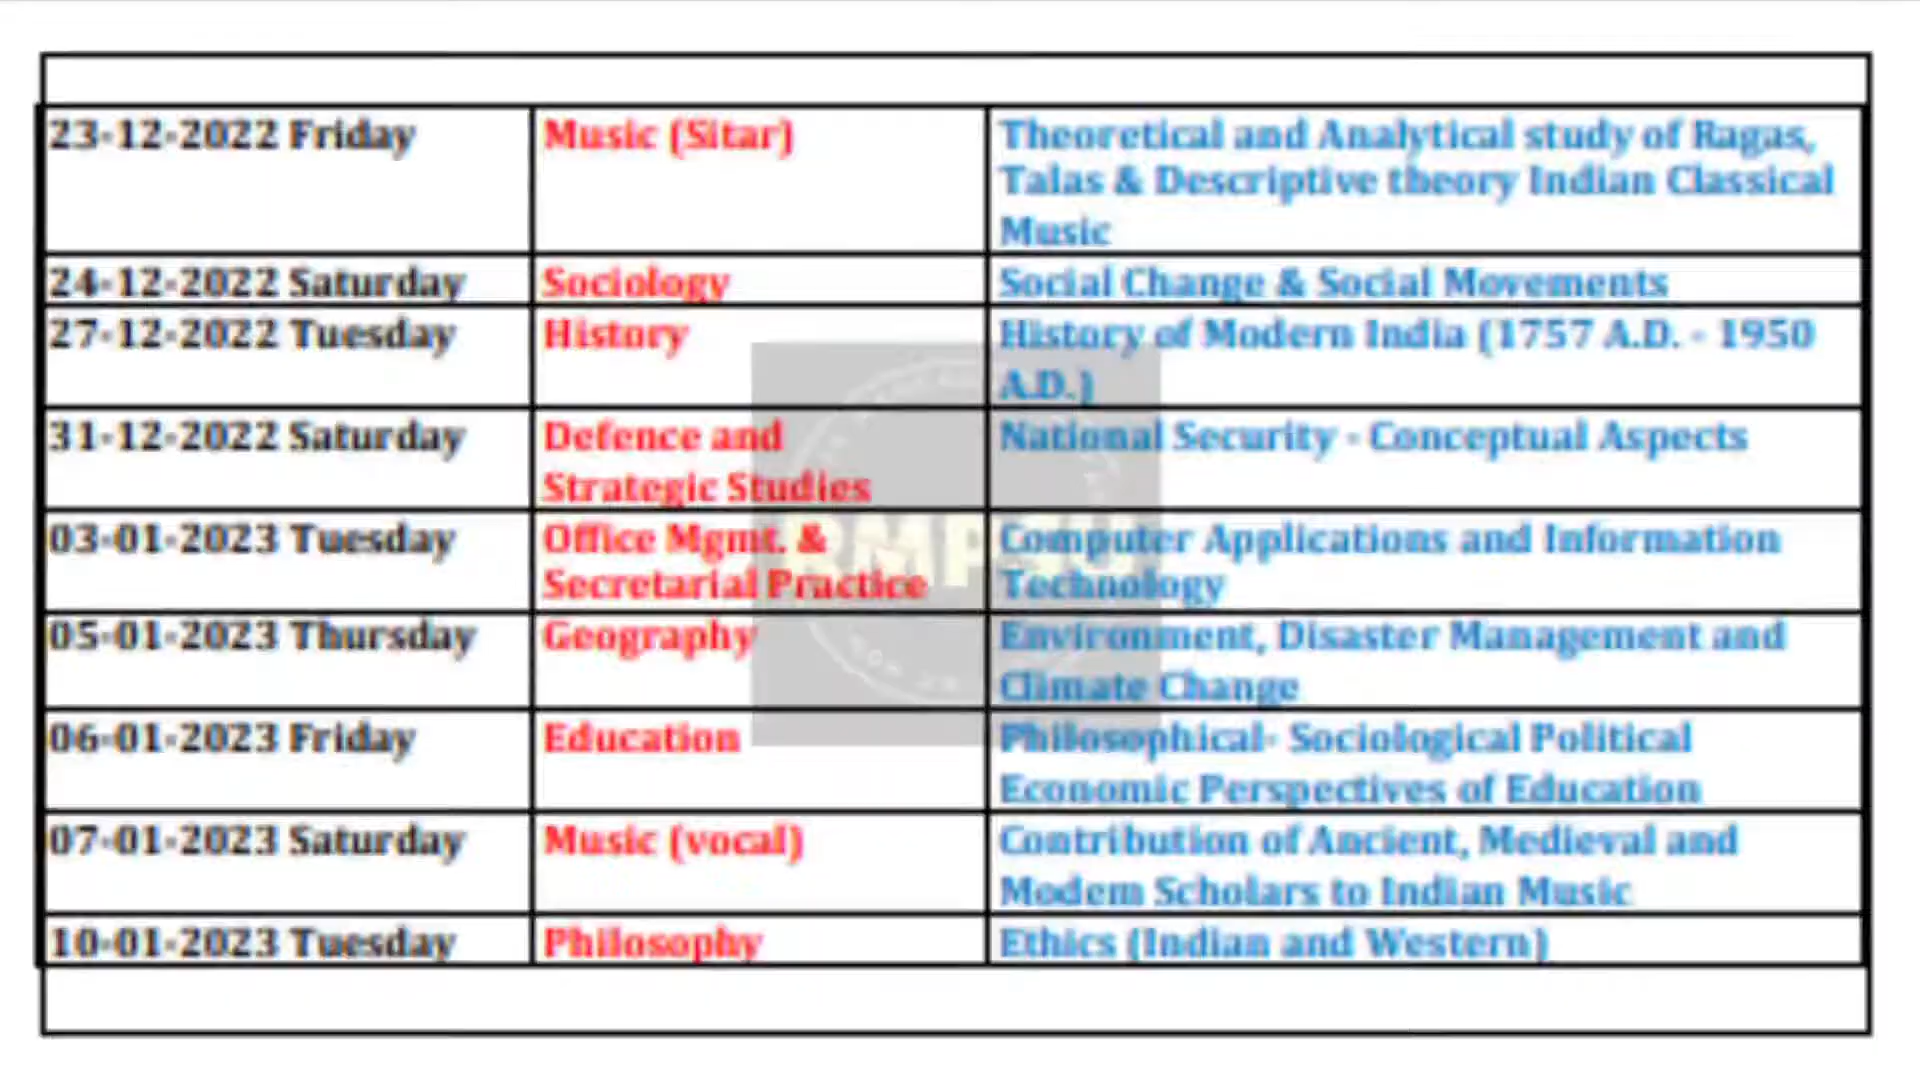 23-12-2022 Friday
Music (Sitar)
Theoretical and Analytical study of Ragas,
Talas & Descriptive theory Indian Classical
Music
24-12-2022 Saturday
Sociology
Social Change & Social Movements
27-12-2022 Tuesday
History
History of Modern India (1757 A.D. - 1950
A.D.)
31-12-2022 Saturday
Defence and
Strategic Studies
National Security - Conceptual Aspects
03-01-2023 Tuesday
Office Mgmt. &
Secretarial Practice
Computer Applications and Information
Technology
05-01-2023 Thursday
Geography
Environment, Disaster Management and
Climate Change
06-01-2023 Friday
Education
Philosophical- Sociological Political
Economic Perspectives of Education
07-01-2023 Saturday
Music (vocal)
Contribution of Ancient, Medieval and
Modem Scholars to Indian Music
10-01-2023 Tuesday
Philosophy
Ethics (Indian and Western)
RMPSU